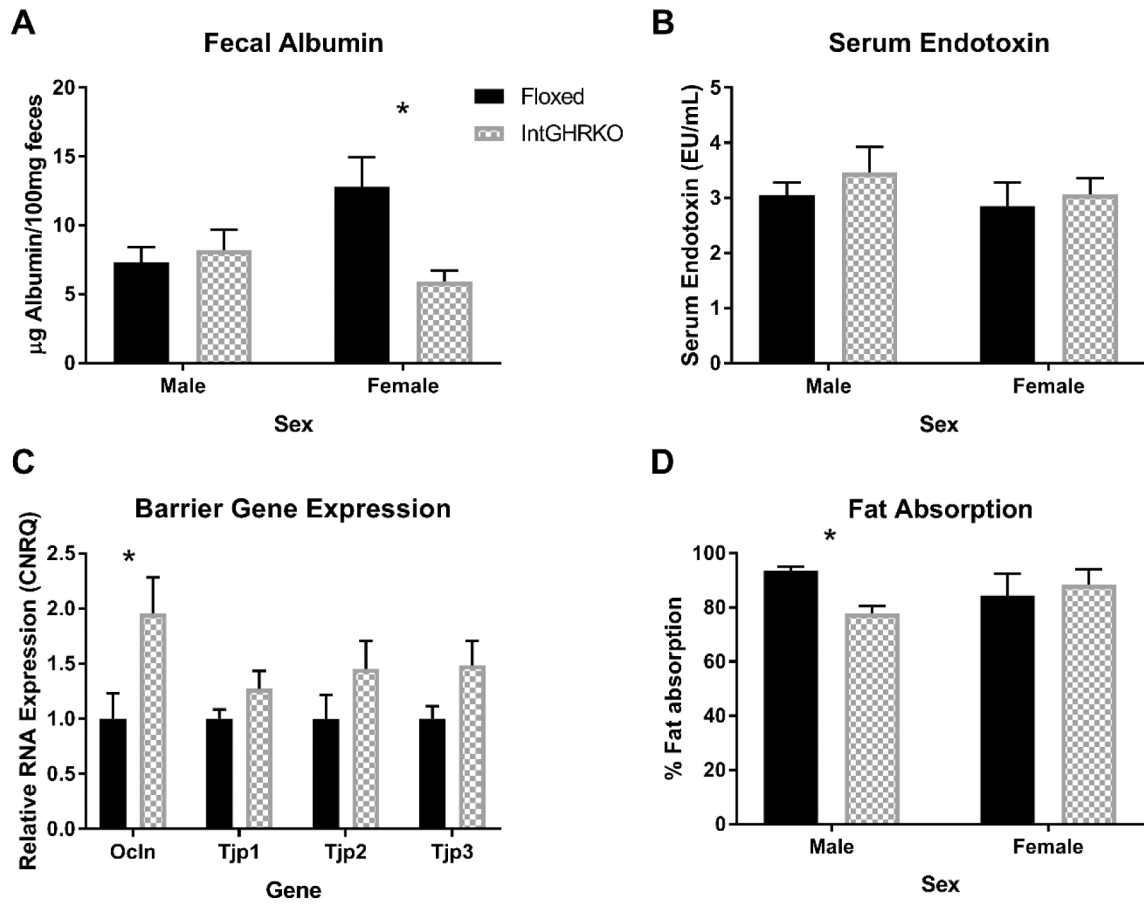 A
Fecal Albumin
μg Albumin/100mg feces
20
15
10
5
0
*
Male
Female
Sex
Floxed
IntGHRKO
B
Serum Endotoxin
Serum Endotoxin (EU/mL)
5
4
3
2
1
0
Male
Female
Sex
C
Barrier Gene Expression
Relative RNA Expression (CNRQ)
2.5
2.0
1.5
1.0
0.5
0.0
*
Ocln
Tjp1
Tjp2
Tjp3
Gene
D
Fat Absorption
% Fat absorption
100
80
60
40
20
0
*
Male
Female
Sex